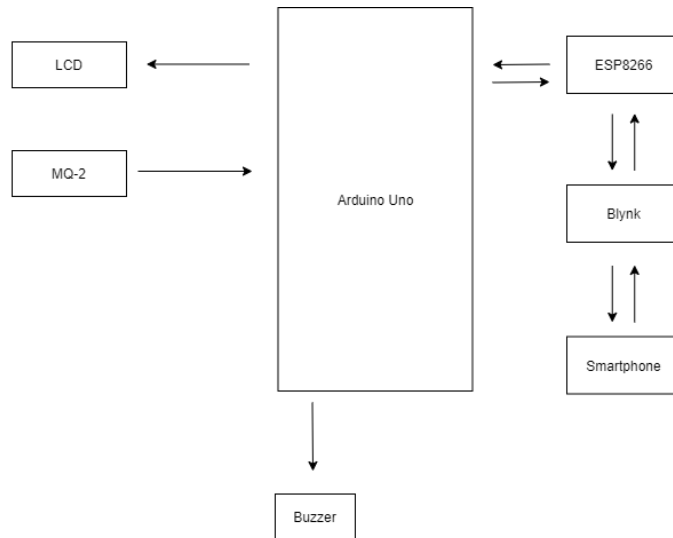 LCD
ESP8266
MQ-2
Arduino Uno
Blynk
Smartphone
Buzzer